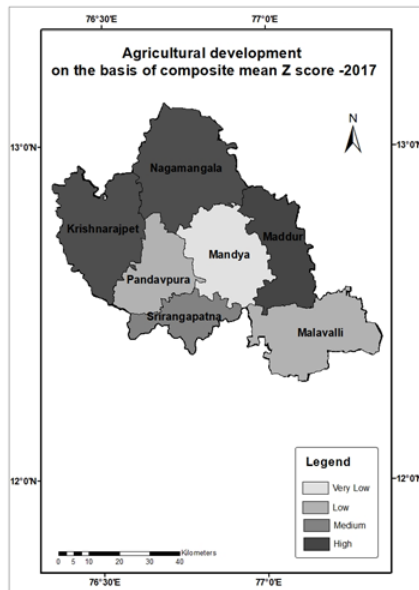 76°30'E 77°0'E
Agricultural development
on the basis of composite mean Z score -2017
N
13°0'N 13°0'N
Nagamangala
Krishnarajpet
Maddur
Mandya
Pandavpura
Srirangapatna
Malavalli
12°0'N 12°0'N
Legend
Very Low
Low
Medium
High
Kilometers
0 5 10 20 30 40
76°30'E 77°0'E